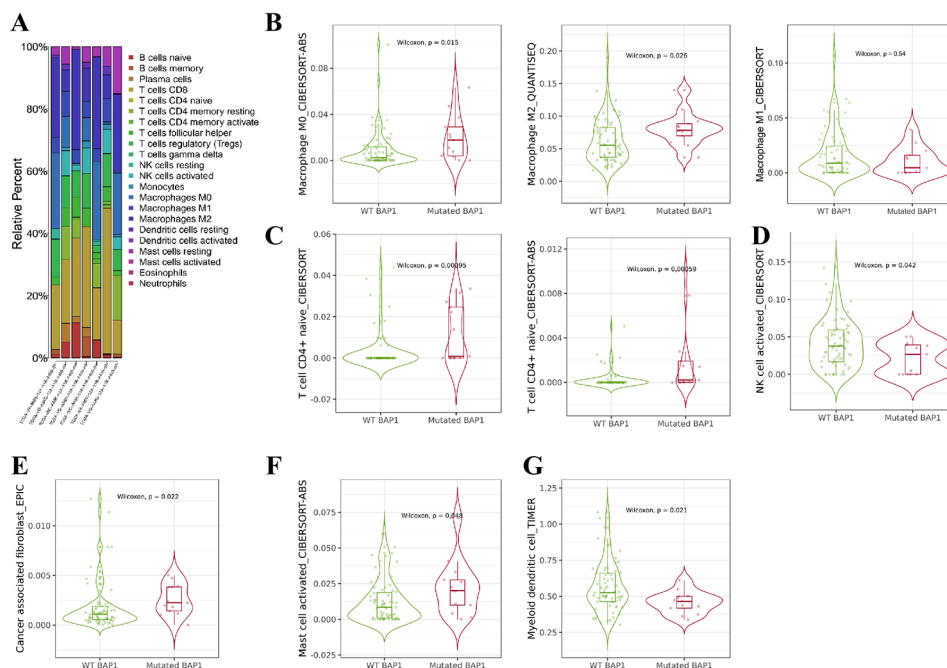 A
B
100%
80%
60%
40%
20%
0%
Relative Percent
B cells naive
B cells memory
Plasma cells
T cells CD8
T cells CD4 naive
T cells CD4 memory resting
T cells CD4 memory activate
T cells follicular helper
T cells regulatory (Tregs)
T cells gamma delta
NK cells resting
NK cells activated
Monocytes
Macrophages M0
Macrophages M1
Macrophages M2
Dendritic cells resting
Dendritic cells activated
Mast cells resting
Mast cells activated
Eosinophils
Neutrophils
Macrophage M0_CIBERSORT-ABS
0.08
0.04
0.00
Wilcoxon, p = 0.015
WT BAP1
Mutated BAP1
Macrophage M2_QUANTISEQ
0.20
0.15
0.10
0.05
0.00
Wilcoxon, p = 0.026
WT BAP1
Mutated BAP1
Macrophage M1_CIBERSORT
0.100
0.075
0.050
0.025
0.000
-0.025
Wilcoxon, p = 0.54
WT BAP1
Mutated BAP1
C
T cell CD4+ naive_CIBERSORT
0.04
0.02
0.00
-0.02
Wilcoxon, p = 0.00095
WT BAP1
Mutated BAP1
T cell CD4+ naive_CIBERSORT-ABS
0.012
0.008
0.004
0.000
Wilcoxon, p = 0.00059
WT BAP1
Mutated BAP1
D
NK cell activated_CIBERSORT
0.15
0.10
0.05
0.00
Wilcoxon, p = 0.042
WT BAP1
Mutated BAP1
E
Cancer associated fibroblast_EPIC
0.010
0.005
0.000
Wilcoxon, p = 0.022
WT BAP1
Mutated BAP1
F
Mast cell activated_CIBERSORT-ABS
0.075
0.050
0.025
0.000
-0.025
Wilcoxon, p = 0.048
WT BAP1
Mutated BAP1
G
Myeloid dendritic cell_TIMER
1.25
1.00
0.75
0.50
0.25
Wilcoxon, p = 0.021
WT BAP1
Mutated BAP1